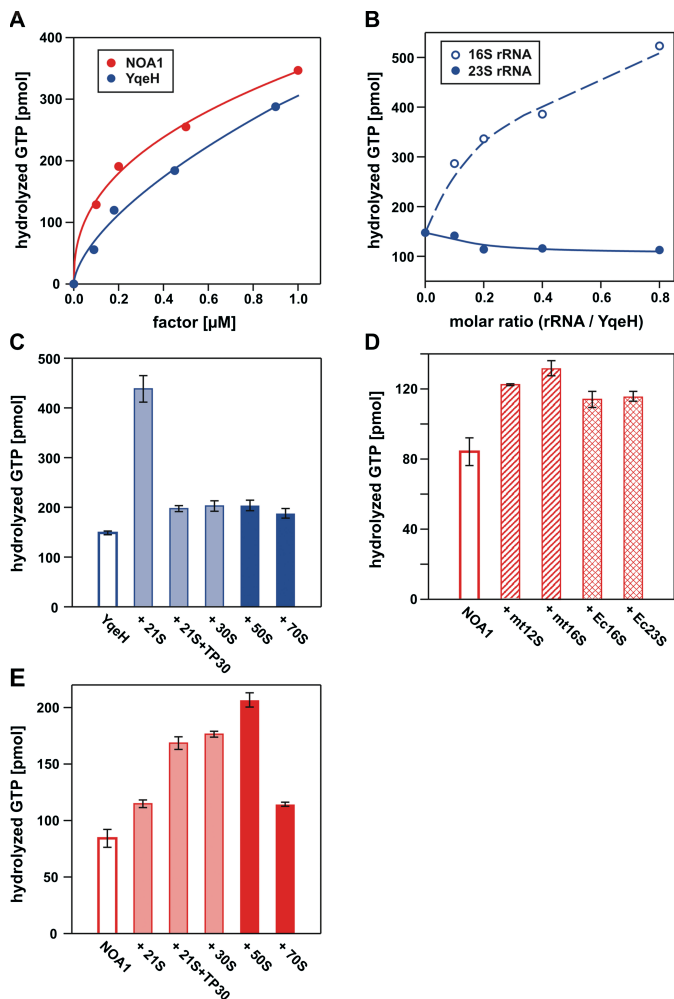 A
hydrolyzed GTP [pmol]
400
300
200
100
0
NOA1
YqeH
0.0
0.2
0.4
0.6
0.8
1.0
factor [µM]
B
hydrolyzed GTP [pmol]
500
400
300
200
100
16S rRNA
23S rRNA
0.0
0.2
0.4
0.6
0.8
molar ratio (rRNA / YqeH)
C
hydrolyzed GTP [pmol]
500
400
300
200
100
0
YqeH
+ 21S
+ 21S+TP30
+ 30S
+ 50S
+ 70S
D
hydrolyzed GTP [pmol]
120
80
40
0
NOA1
+ mt12S
+ mt16S
+ Ec16S
+ Ec23S
E
hydrolyzed GTP [pmol]
200
150
100
50
0
NOA1
+ 21S
+ 21S+TP30
+ 30S
+ 50S
+ 70S